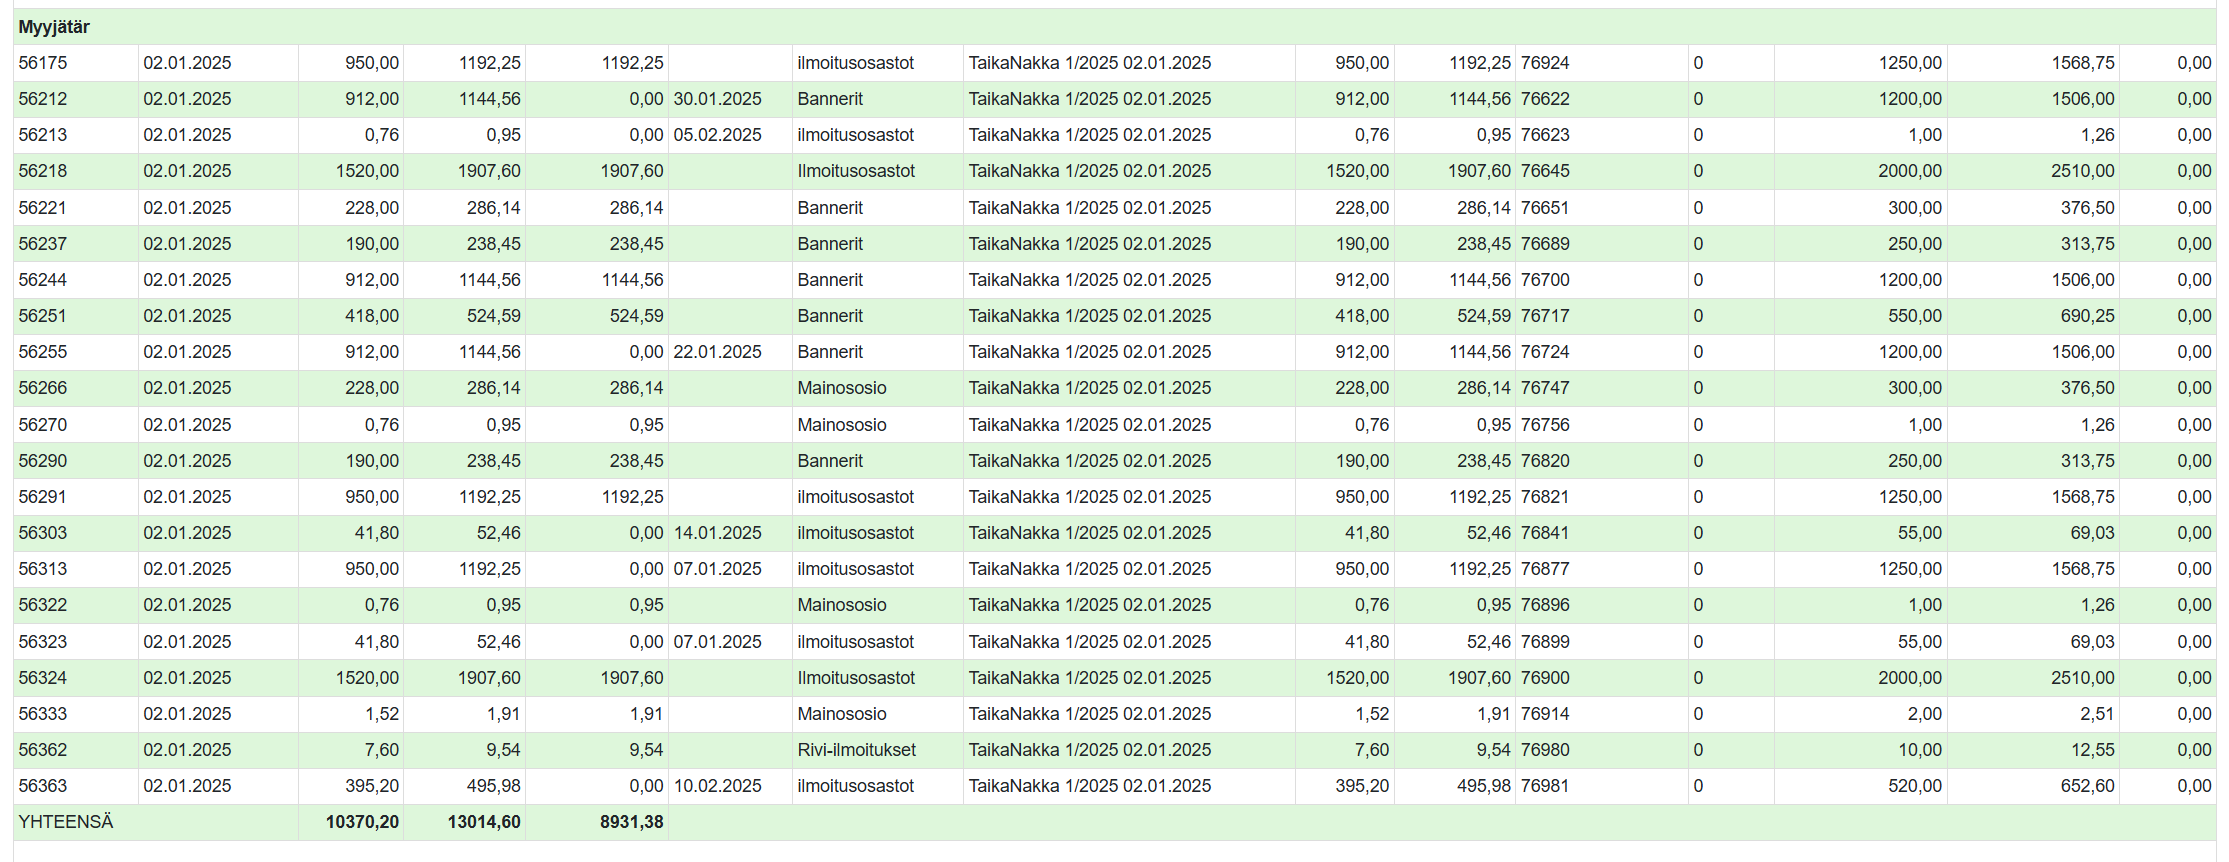 Myyjätär
56175 02.01.2025 950,00 1192,25 1192,25 ilmoitusosastot TaikaNakka 1/2025 02.01.2025 950,00 1192,25 76924 0 1250,00 1568,75 0,00
56212 02.01.2025 912,00 1144,56 0,00 30.01.2025 Bannerit TaikaNakka 1/2025 02.01.2025 912,00 1144,56 76622 0 1200,00 1506,00 0,00
56213 02.01.2025 0,76 0,95 0,00 05.02.2025 ilmoitusosastot TaikaNakka 1/2025 02.01.2025 0,76 0,95 76623 0 1,00 1,26 0,00
56218 02.01.2025 1520,00 1907,60 1907,60 Ilmoitusosastot TaikaNakka 1/2025 02.01.2025 1520,00 1907,60 76645 0 2000,00 2510,00 0,00
56221 02.01.2025 228,00 286,14 286,14 Bannerit TaikaNakka 1/2025 02.01.2025 228,00 286,14 76651 0 300,00 376,50 0,00
56237 02.01.2025 190,00 238,45 238,45 Bannerit TaikaNakka 1/2025 02.01.2025 190,00 238,45 76689 0 250,00 313,75 0,00
56244 02.01.2025 912,00 1144,56 1144,56 Bannerit TaikaNakka 1/2025 02.01.2025 912,00 1144,56 76700 0 1200,00 1506,00 0,00
56251 02.01.2025 418,00 524,59 524,59 Bannerit TaikaNakka 1/2025 02.01.2025 418,00 524,59 76717 0 550,00 690,25 0,00
56255 02.01.2025 912,00 1144,56 0,00 22.01.2025 Bannerit TaikaNakka 1/2025 02.01.2025 912,00 1144,56 76724 0 1200,00 1506,00 0,00
56266 02.01.2025 228,00 286,14 286,14 Mainososio TaikaNakka 1/2025 02.01.2025 228,00 286,14 76747 0 300,00 376,50 0,00
56270 02.01.2025 0,76 0,95 0,95 Mainososio TaikaNakka 1/2025 02.01.2025 0,76 0,95 76756 0 1,00 1,26 0,00
56290 02.01.2025 190,00 238,45 238,45 Bannerit TaikaNakka 1/2025 02.01.2025 190,00 238,45 76820 0 250,00 313,75 0,00
56291 02.01.2025 950,00 1192,25 1192,25 ilmoitusosastot TaikaNakka 1/2025 02.01.2025 950,00 1192,25 76821 0 1250,00 1568,75 0,00
56303 02.01.2025 41,80 52,46 0,00 14.01.2025 ilmoitusosastot TaikaNakka 1/2025 02.01.2025 41,80 52,46 76841 0 55,00 69,03 0,00
56313 02.01.2025 950,00 1192,25 0,00 07.01.2025 ilmoitusosastot TaikaNakka 1/2025 02.01.2025 950,00 1192,25 76877 0 1250,00 1568,75 0,00
56322 02.01.2025 0,76 0,95 0,95 Mainososio TaikaNakka 1/2025 02.01.2025 0,76 0,95 76896 0 1,00 1,26 0,00
56323 02.01.2025 41,80 52,46 0,00 07.01.2025 ilmoitusosastot TaikaNakka 1/2025 02.01.2025 41,80 52,46 76899 0 55,00 69,03 0,00
56324 02.01.2025 1520,00 1907,60 1907,60 Ilmoitusosastot TaikaNakka 1/2025 02.01.2025 1520,00 1907,60 76900 0 2000,00 2510,00 0,00
56333 02.01.2025 1,52 1,91 1,91 Mainososio TaikaNakka 1/2025 02.01.2025 1,52 1,91 76914 0 2,00 2,51 0,00
56362 02.01.2025 7,60 9,54 9,54 Rivi-ilmoitukset TaikaNakka 1/2025 02.01.2025 7,60 9,54 76980 0 10,00 12,55 0,00
56363 02.01.2025 395,20 495,98 0,00 10.02.2025 ilmoitusosastot TaikaNakka 1/2025 02.01.2025 395,20 495,98 76981 0 520,00 652,60 0,00
YHTEENSÄ 10370,20 13014,60 8931,38